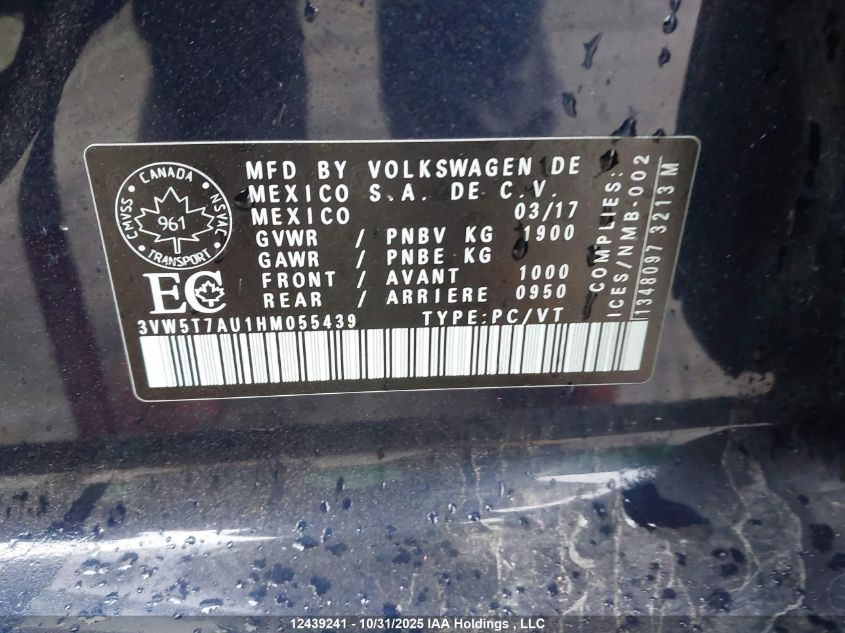 CANADA
CMVSS
NSVAC
961
TRANSPORT
EC
MFD BY VOLKSWAGEN DE
MEXICO S.A. DE C.V.
MEXICO 03/17
GVWR / PNBV KG 1900
GAWR / PNBE KG
FRONT / AVANT 1000
REAR / ARRIERE 0950
3VW5T7AU1HM055439 TYPE:PC/VT
COMPLIES:
ICES/NMB-002
1348097 3213 M
12439241 - 10/31/2025 IAA Holdings , LLC